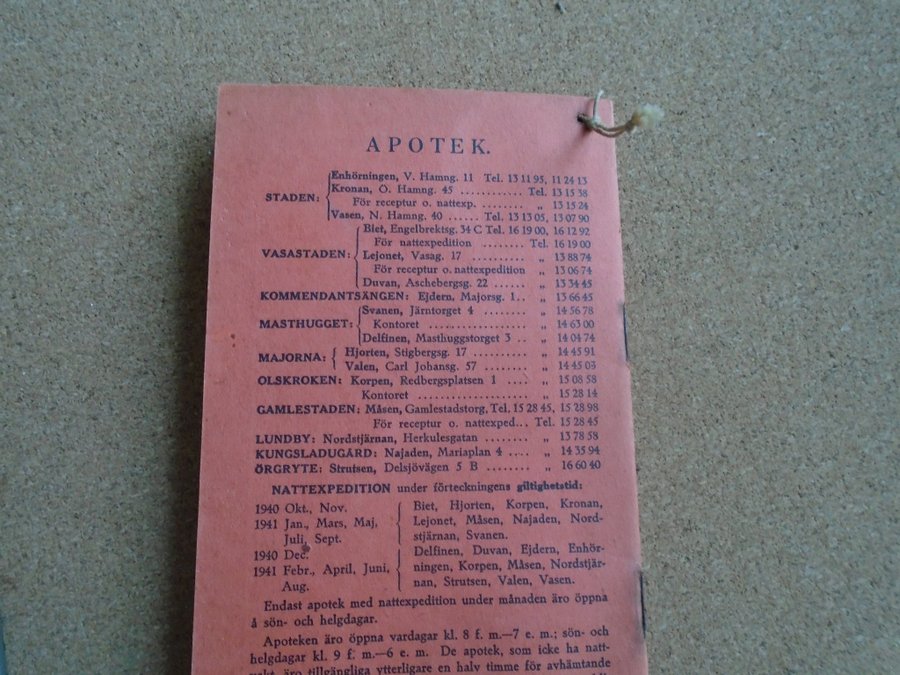 APOTEK.
Enhörningen, V. Hamng. 11 Tel. 13 11 95, 11 24 13
STADEN: Kronan, Ö. Hamng. 45 ............ Tel. 13 15 38
För receptur o. nattexp. ........ „ 13 15 24
Vasen, N. Hamng. 40 ...... Tel. 13 13 05, 13 07 90
Biet, Engelbrektsg. 34 C Tel. 16 19 00, 16 12 92
För nattexpedition ........ Tel. 16 19 00
VASASTADEN: Lejonet, Vasag. 17 .......... „ 13 88 74
För receptur o. nattexpedition „ 13 06 74
Duvan, Aschebergsg. 22 ...... „ 13 34 45
KOMMENDANTSÄNGEN: Ejdern, Majorsg. 1.. „ 13 66 45
Svanen, Järntorget 4 ........ „ 14 56 78
MASTHUGGET: Kontoret .................. „ 14 63 00
Delfinen, Masthuggstorget 3 .. „ 14 04 74
MAJORNA: Hjorten, Stigbergsg. 17 .......... „ 14 45 91
Valen, Carl Johansg. 57 ........ „ 14 45 03
OLSKROKEN: Korpen, Redbergsplatsen 1 .... „ 15 08 58
Kontoret .................... „ 15 28 14
GAMLESTADEN: Måsen, Gamlestadstorg, Tel. 15 28 45, 15 28 98
För receptur o. nattexped... Tel. 15 28 45
LUNDBY: Nordstjärnan, Herkulesgatan ........ „ 13 78 58
KUNGSLADUGÅRD: Najaden, Mariaplan 4 .... „ 14 35 94
ÖRGRYTE: Strutsen, Delsjövägen 5 B ........ „ 16 60 40
NATTEXPEDITION under förteckningens giltighetstid:
1940 Okt., Nov. Biet, Hjorten, Korpen, Kronan,
1941 Jan., Mars, Maj, Lejonet, Måsen, Najaden, Nord-
Juli, Sept. stjärnan, Svanen.
1940 Dec. Delfinen, Duvan, Ejdern, Enhör-
1941 Febr., April, Juni, ningen, Korpen, Måsen, Nordstjär-
Aug. nan, Strutsen, Valen, Vasen.
Endast apotek med nattexpedition under månaden äro öppna
å sön- och helgdagar.
Apoteken äro öppna vardagar kl. 8 f. m.—7 e. m.; sön- och
helgdagar kl. 9 f. m.—6 e. m. De apotek, som icke ha natt-
äro tillgängliga ytterligare en halv timme för avhämtande